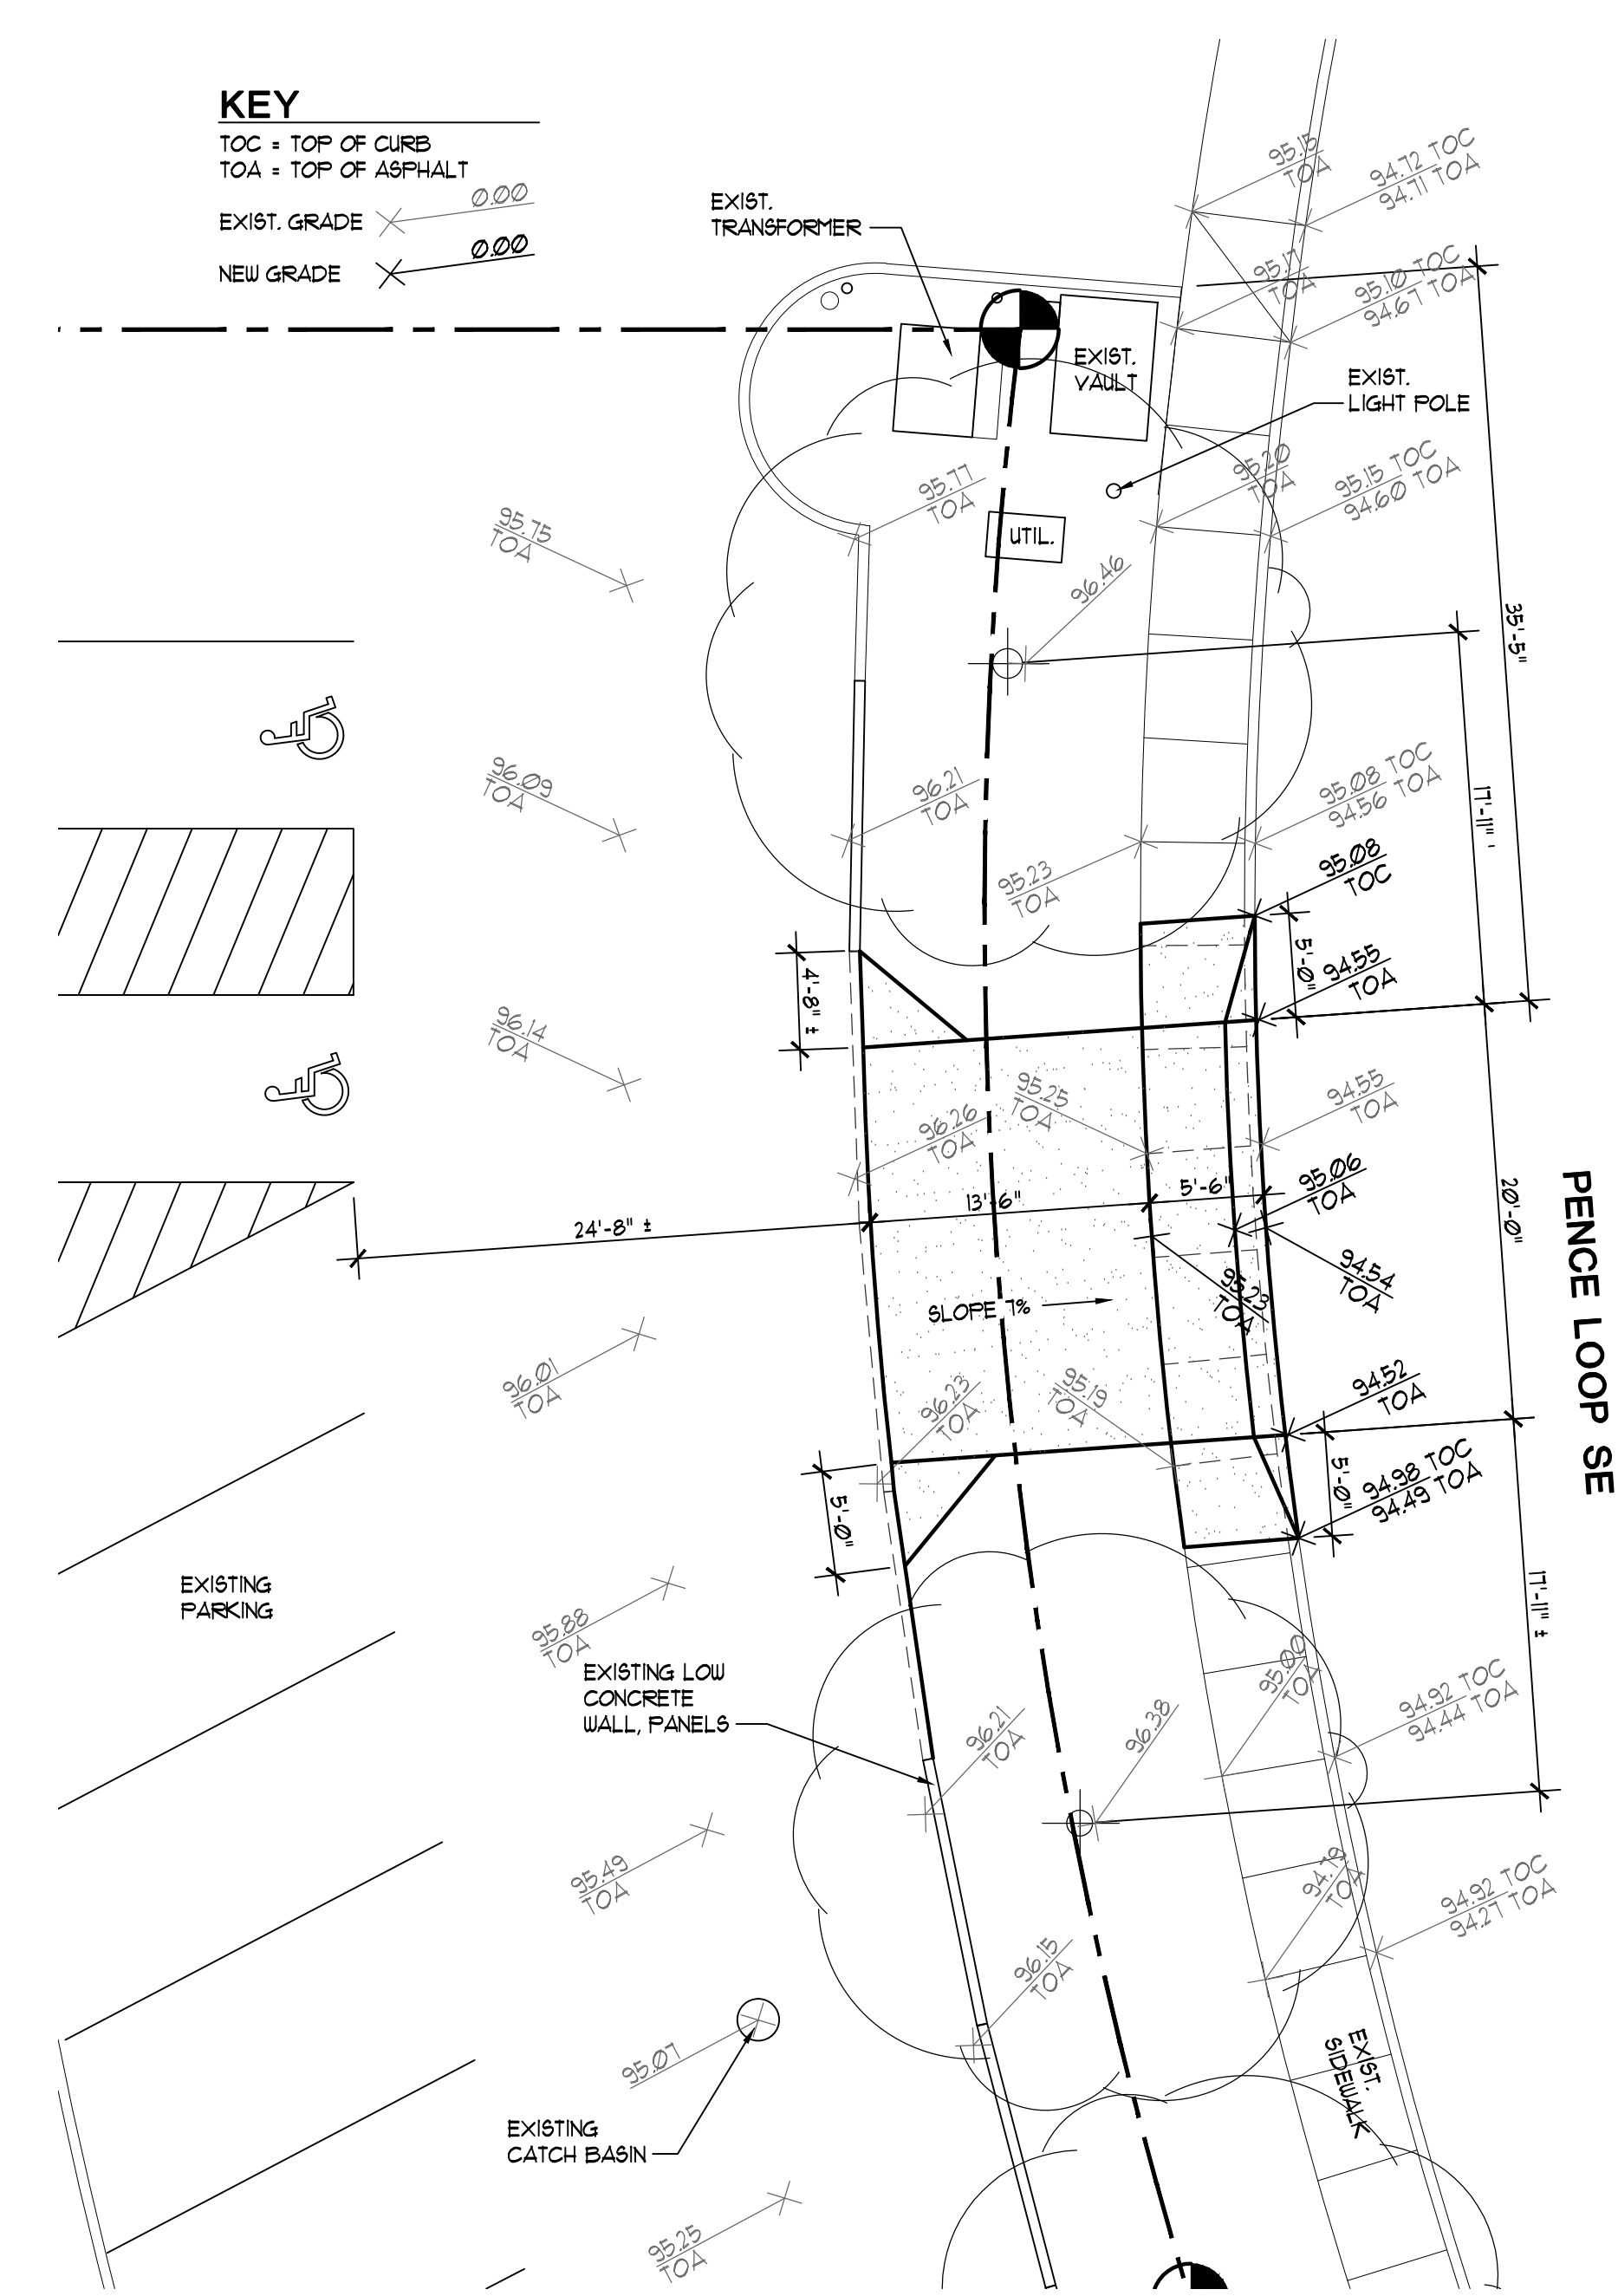 KEY
TOC = TOP OF CURB
TOA = TOP OF ASPHALT
EXIST. GRADE
0.00
NEW GRADE
0.00
EXIST.
TRANSFORMER
95.15
TOA
94.72 TOC
94.71 TOA
95.17
TOA
95.10 TOC
94.67 TOA
EXIST.
VAULT
EXIST.
LIGHT POLE
95.77
TOA
95.20
TOA
95.15 TOC
94.60 TOA
95.75
TOA
UTIL.
96.46
35'-5"
96.09
TOA
96.21
TOA
95.08 TOC
94.56 TOA
17'-11" '
95.23
TOA
95.08
TOC
4'-8" ±
5'-0"
94.55
TOA
96.14
TOA
96.26
TOA
95.25
TOA
94.55
TOA
24'-8" ±
13'-6"
5'-6"
95.06
TOA
20'-0"
PENCE LOOP SE
SLOPE 7%
95.23
TOA
94.54
TOA
96.01
TOA
96.23
TOA
95.19
TOA
94.52
TOA
5'-0"
5'-0"
94.98 TOC
94.49 TOA
EXISTING
PARKING
95.88
TOA
17'-11" ±
EXISTING LOW
CONCRETE
WALL, PANELS
96.21
TOA
96.38
95.00
TOA
94.92 TOC
94.44 TOA
95.49
TOA
94.79
TOA
94.92 TOC
94.27 TOA
96.15
TOA
95.07
EXIST.
SIDEWALK
EXISTING
CATCH BASIN
95.25
TOA